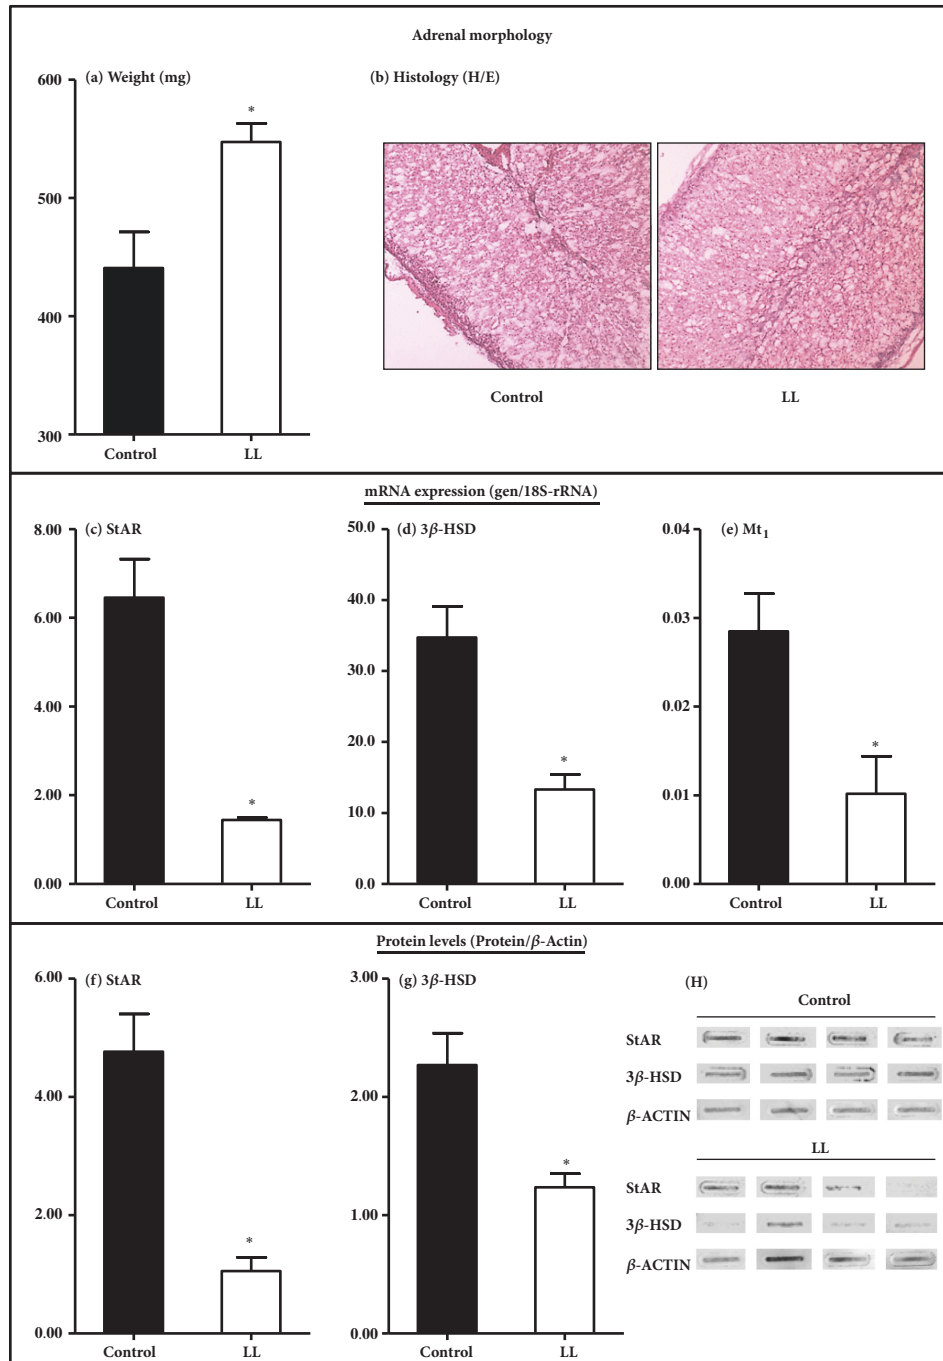 Adrenal morphology
(a) Weight (mg)
600
500
400
300
*
Control
LL
(b) Histology (H/E)
Control
LL
mRNA expression (gen/18S-rRNA)
(c) StAR
8.00
6.00
4.00
2.00
0.00
*
Control
LL
(d) 3β-HSD
50.0
40.0
30.0
20.0
10.0
0.0
*
Control
LL
(e) Mt1
0.04
0.03
0.02
0.01
0.00
*
Control
LL
Protein levels (Protein/β-Actin)
(f) StAR
6.00
4.00
2.00
0.00
*
Control
LL
(g) 3β-HSD
3.00
2.00
1.00
0.00
*
Control
LL
(H)
Control
StAR
3β-HSD
β-ACTIN
LL
StAR
3β-HSD
β-ACTIN